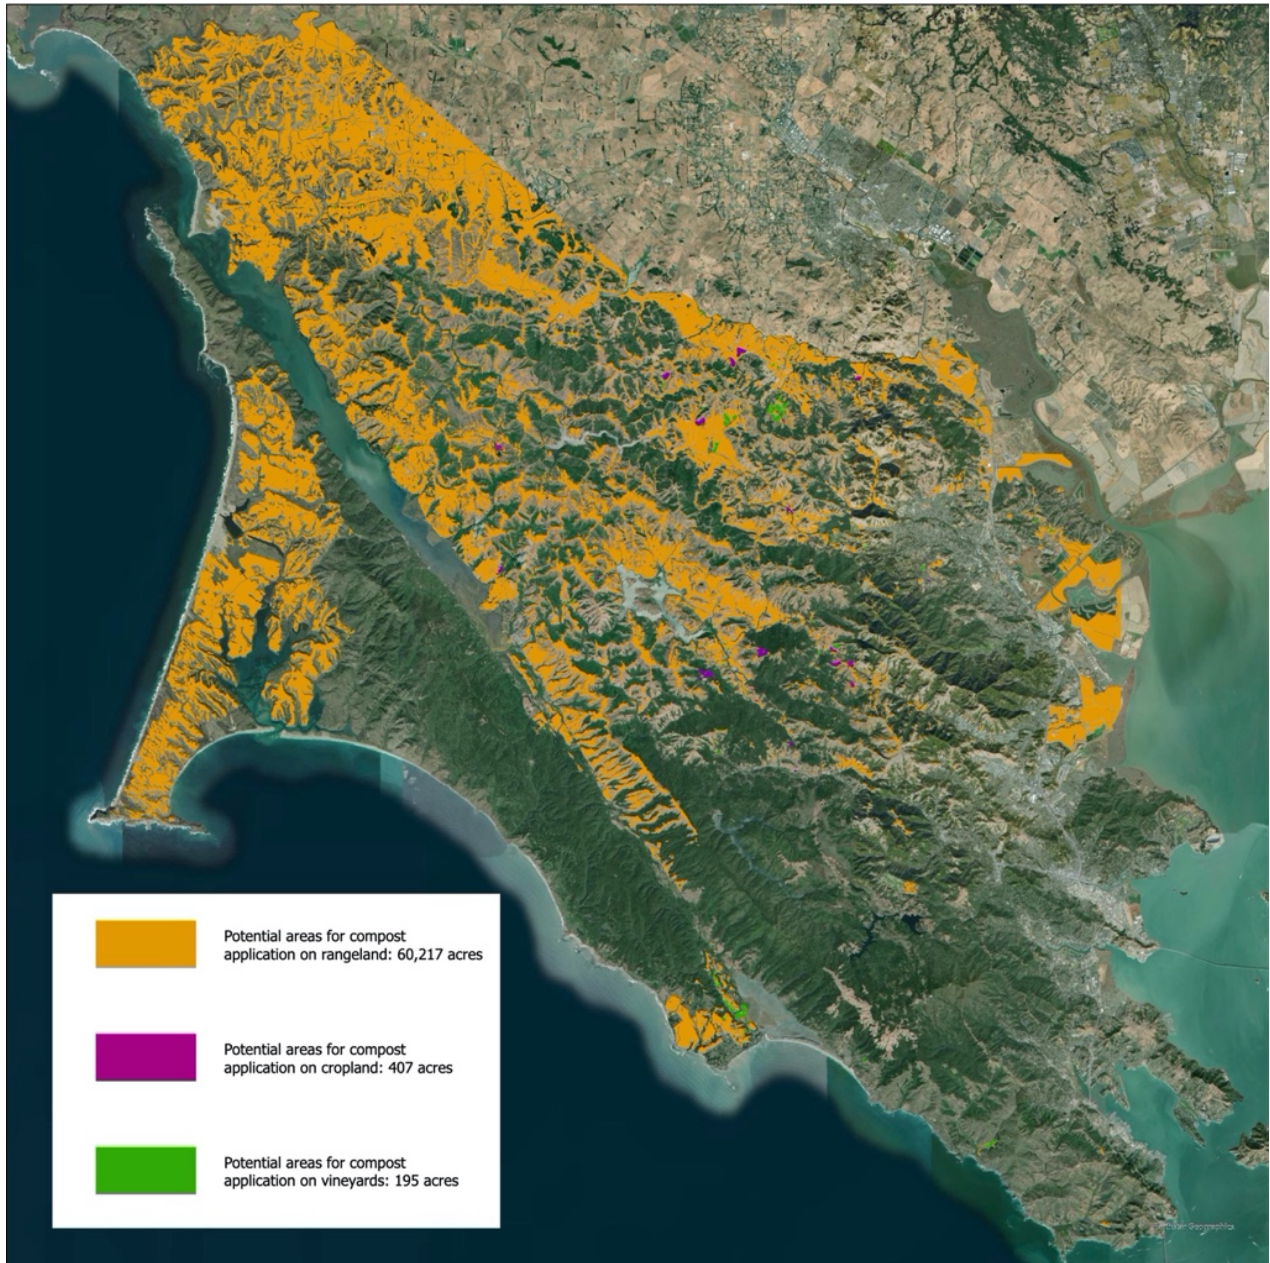 Potential areas for compost
application on rangeland: 60,217 acres
Potential areas for compost
application on cropland: 407 acres
Potential areas for compost
application on vineyards: 195 acres